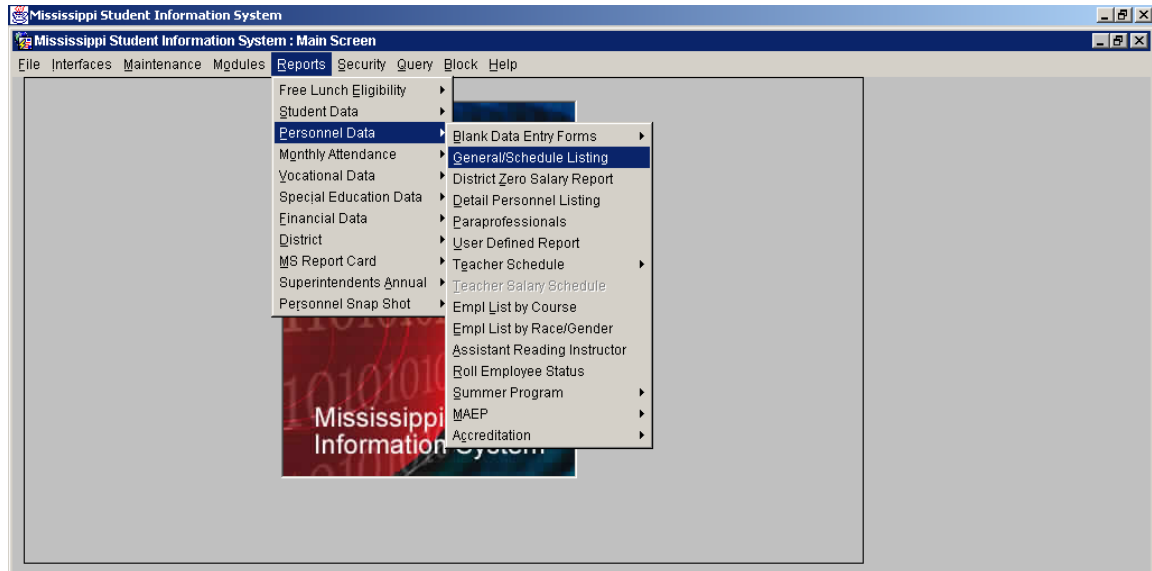 Mississippi Student Information System
Mississippi Student Information System : Main Screen
File Interfaces Maintenance Modules Reports Security Query Block Help
Free Lunch Eligibility
Student Data
Personnel Data
Monthly Attendance
Vocational Data
Special Education Data
Financial Data
District
MS Report Card
Superintendents Annual
Personnel Snap Shot
Blank Data Entry Forms
General/Schedule Listing
District Zero Salary Report
Detail Personnel Listing
Paraprofessionals
User Defined Report
Teacher Schedule
Teacher Salary Schedule
Empl List by Course
Empl List by Race/Gender
Assistant Reading Instructor
Roll Employee Status
Summer Program
MAEP
Accreditation
Mississippi
Information System